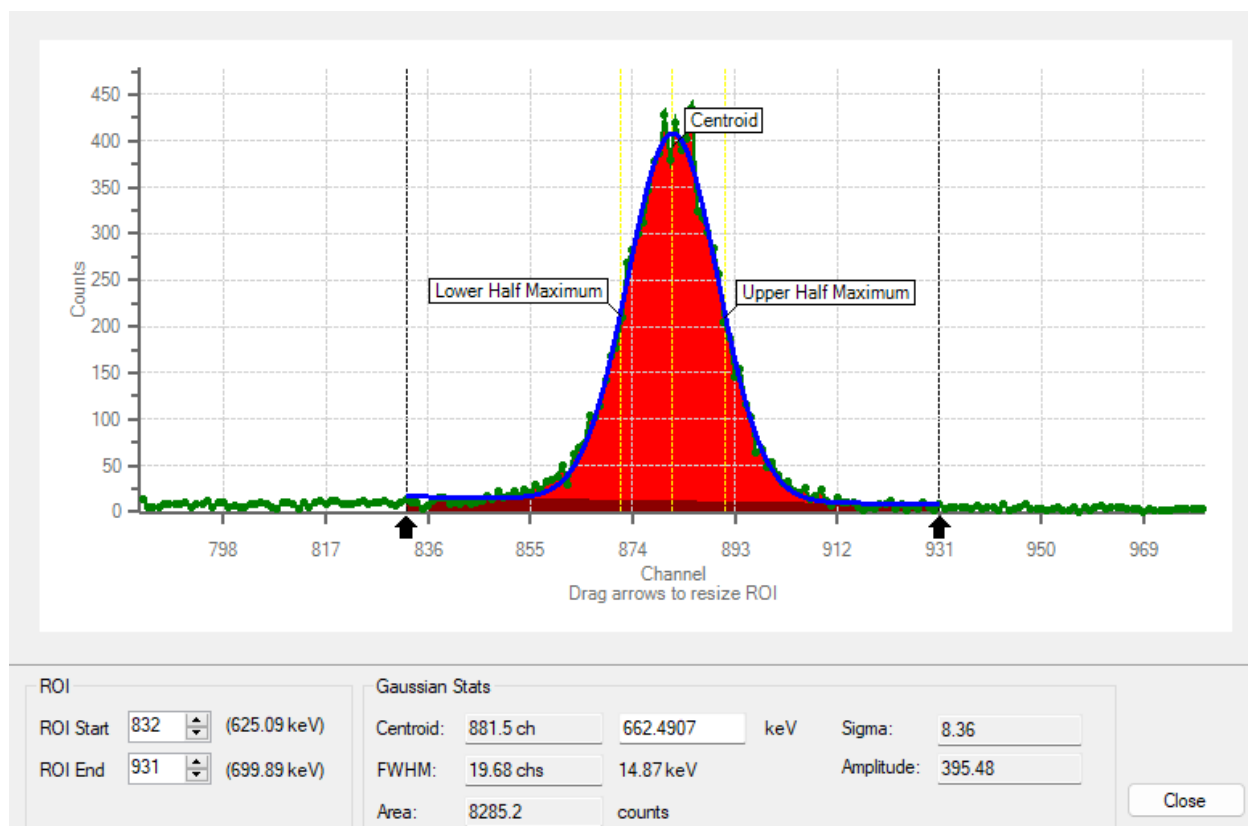 450
400
350
300
250
200
150
100
50
0
Counts
Centroid
Lower Half Maximum
Upper Half Maximum
798 817 836 855 874 893 912 931 950 969
Channel
Drag arrows to resize ROI
ROI
ROI Start 832 (625.09 keV)
ROI End 931 (699.89 keV)
Gaussian Stats
Centroid: 881.5 ch 662.4907 keV Sigma: 8.36
FWHM: 19.68 chs 14.87 keV Amplitude: 395.48
Area: 8285.2 counts
Close